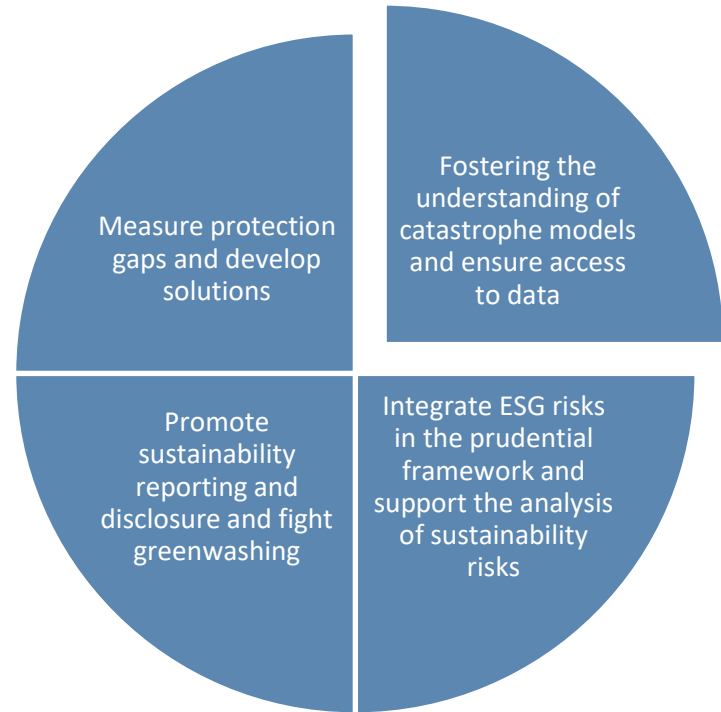 Measure protection
gaps and develop
solutions
Fostering the
understanding of
catastrophe models
and ensure access
to data
Promote
sustainability
reporting and
disclosure and fight
greenwashing
Integrate ESG risks
in the prudential
framework and
support the analysis
of sustainability
risks